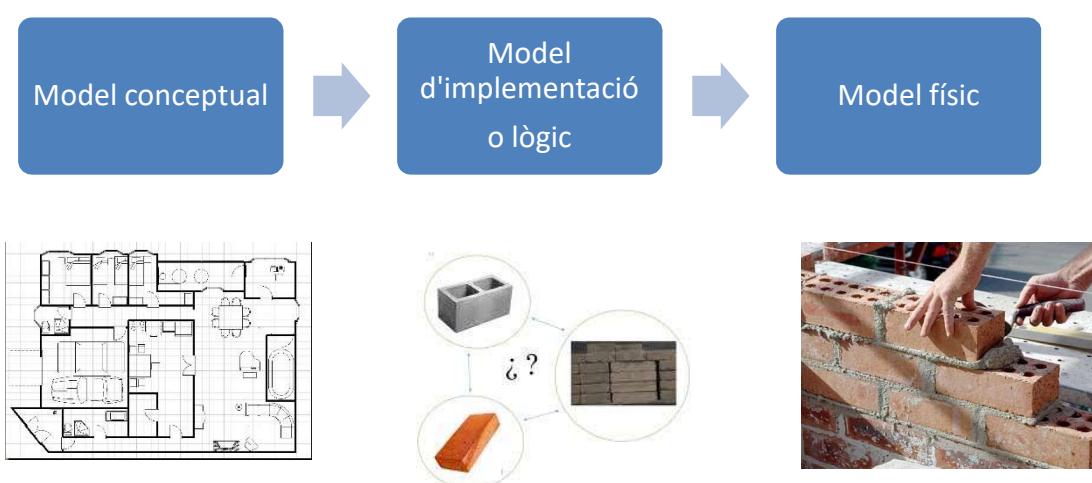 Model conceptual
Model
d'implementació
o lògic
Model físic
¿ ?